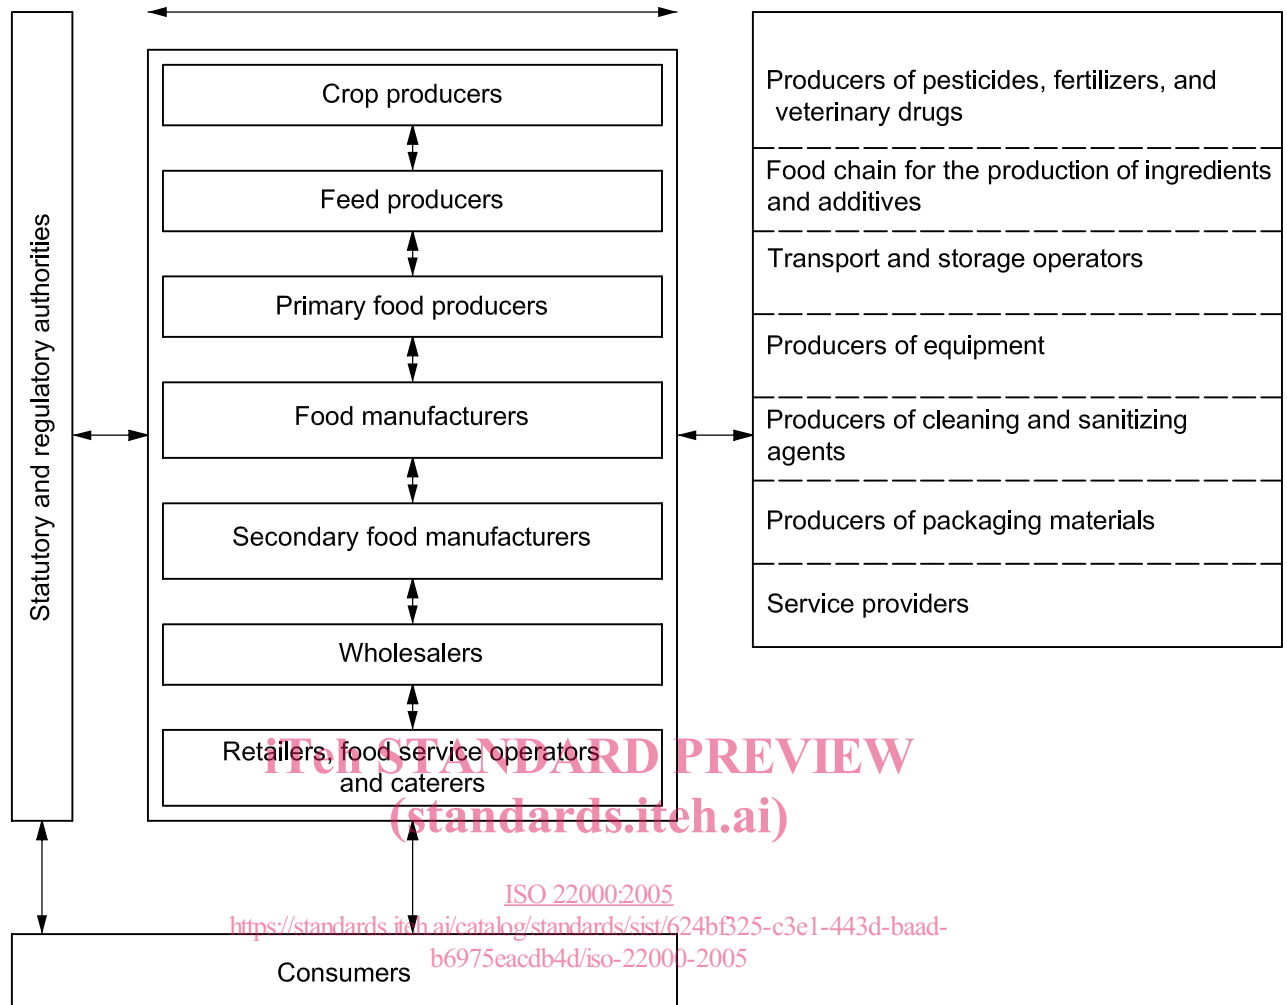 Statutory and regulatory authorities
Crop producers
Feed producers
Primary food producers
Food manufacturers
Secondary food manufacturers
Wholesalers
Retailers, food service operators
and caterers
Producers of pesticides, fertilizers, and
veterinary drugs
Food chain for the production of ingredients
and additives
Transport and storage operators
Producers of equipment
Producers of cleaning and sanitizing
agents
Producers of packaging materials
Service providers
iTeh STANDARD PREVIEW
(standards.iteh.ai)
ISO 22000:2005
https://standards.iteh.ai/catalog/standards/sist/624bf325-c3e1-443d-baad-
b6975eacdb4d/iso-22000-2005
Consumers